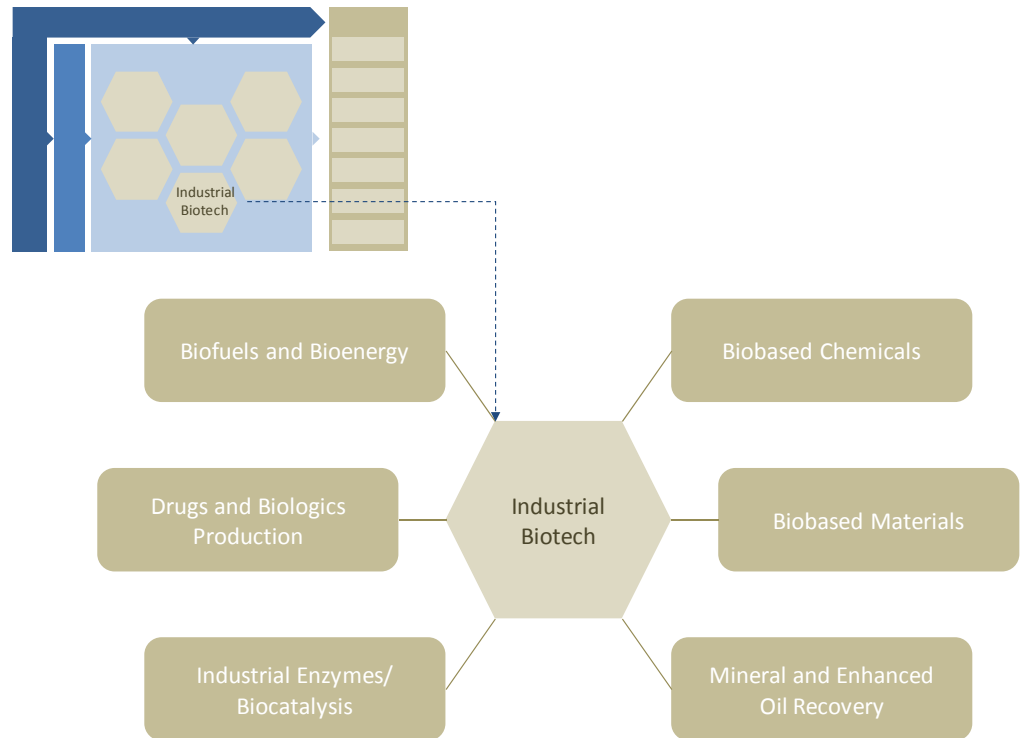 Industrial
Biotech
Biofuels and Bioenergy
Biobased Chemicals
Drugs and Biologics
Production
Industrial
Biotech
Biobased Materials
Industrial Enzymes/
Biocatalysis
Mineral and Enhanced
Oil Recovery